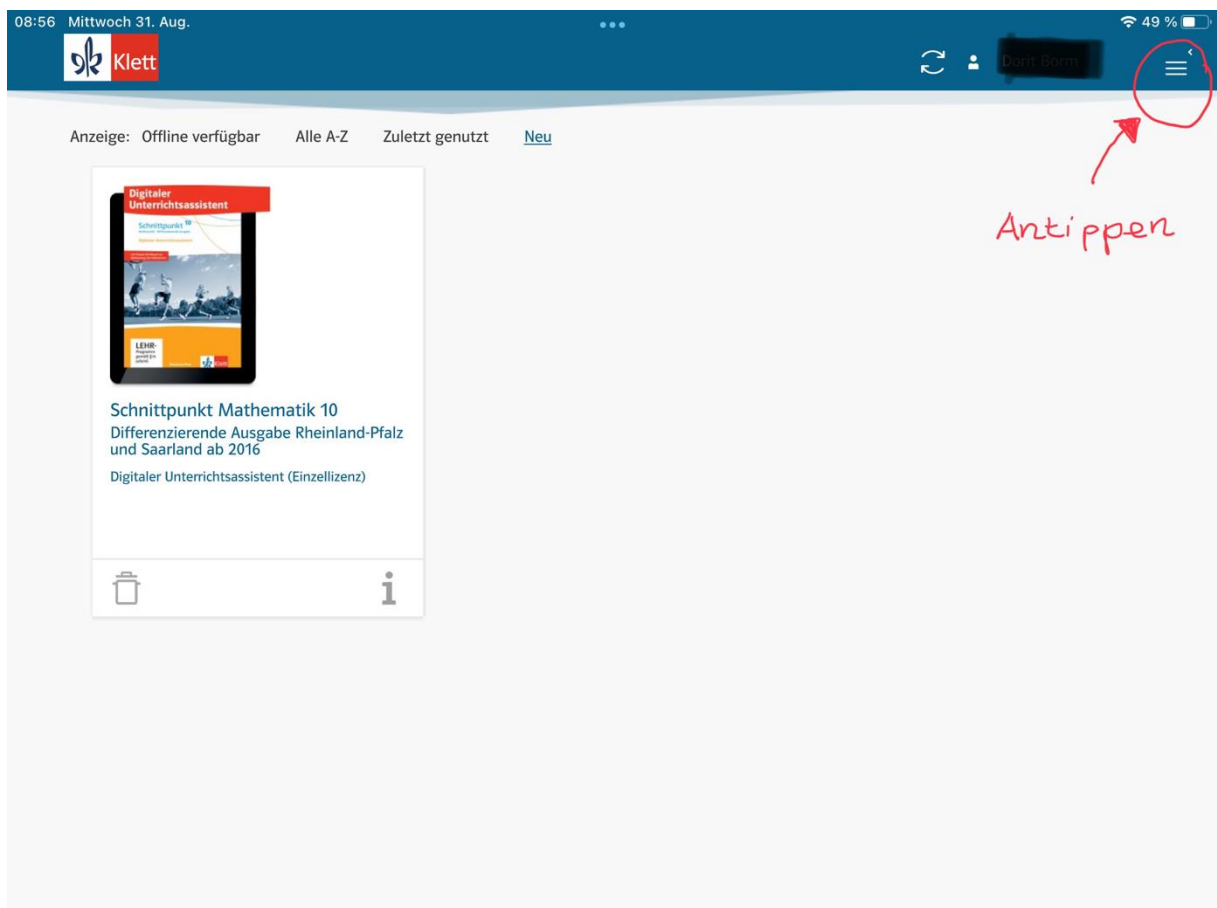 08:56 Mittwoch 31. Aug.
49 %
Klett
Anzeige: Offline verfügbar Alle A-Z Zuletzt genutzt Neu
Antippen
Digitaler
Unterrichtsassistent
Schnittpunkt 10
LEHR-
Klett
Schnittpunkt Mathematik 10
Differenzierende Ausgabe Rheinland-Pfalz
und Saarland ab 2016
Digitaler Unterrichtsassistent (Einzellizenz)